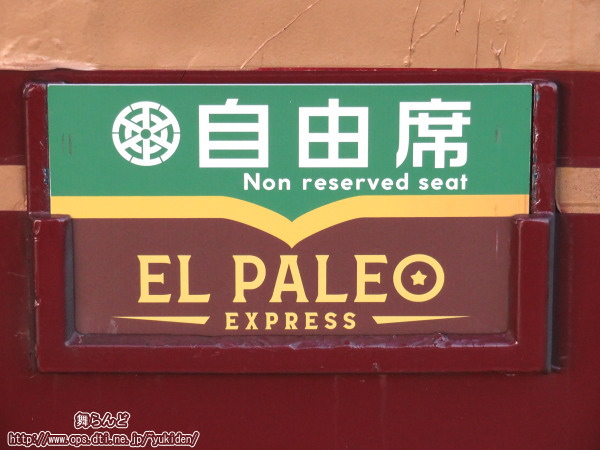 自由席
Non reserved seat
EL PALEO
EXPRESS
舞らんど
http://www.ops.dti.ne.jp/~yukiden/